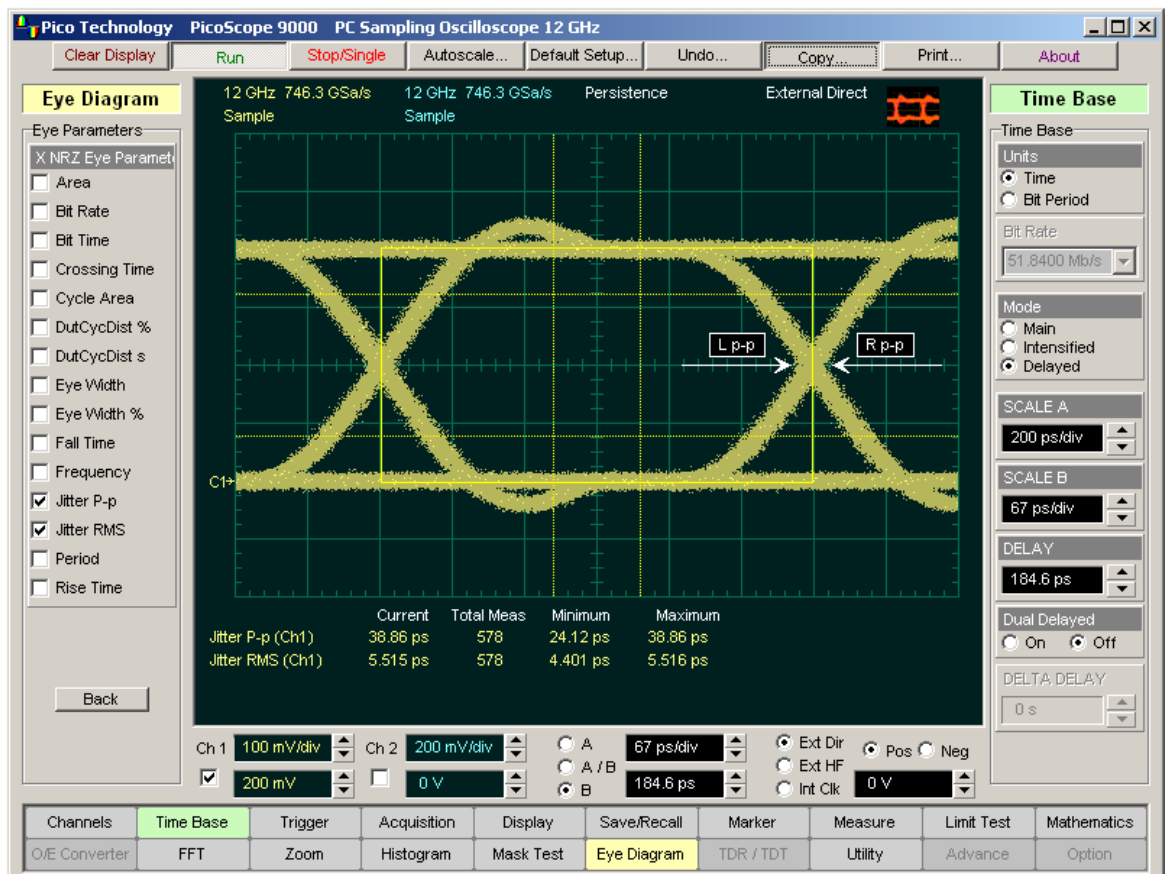 Pico Technology PicoScope 9000 PC Sampling Oscilloscope 12 GHz
Clear Display Run Stop/Single Autoscale... Default Setup... Undo... Copy... Print... About
Eye Diagram
Eye Parameters
X NRZ Eye Paramet
Area
Bit Rate
Bit Time
Crossing Time
Cycle Area
DutCycDist %
DutCycDist s
Eye Width
Eye Width %
Fall Time
Frequency
Jitter P-p
Jitter RMS
Period
Rise Time
Back
12 GHz 746.3 GSa/s 12 GHz 746.3 GSa/s Persistence External Direct
Sample Sample
L p-p R p-p
C1
Current Total Meas Minimum Maximum
Jitter P-p (Ch1) 38.86 ps 578 24.12 ps 38.86 ps
Jitter RMS (Ch1) 5.515 ps 578 4.401 ps 5.516 ps
Time Base
Time Base
Units
Time
Bit Period
Bit Rate
51.8400 Mb/s
Mode
Main
Intensified
Delayed
SCALE A
200 ps/div
SCALE B
67 ps/div
DELAY
184.6 ps
Dual Delayed
On Off
DELTA DELAY
0 s
Ch 1 100 mV/div Ch 2 200 mV/div A 67 ps/div Ext Dir Pos Neg
A / B Ext HF
200 mV 0 V B 184.6 ps Int Clk 0 V
Channels Time Base Trigger Acquisition Display Save/Recall Marker Measure Limit Test Mathematics
O/E Converter FFT Zoom Histogram Mask Test Eye Diagram TDR / TDT Utility Advance Option